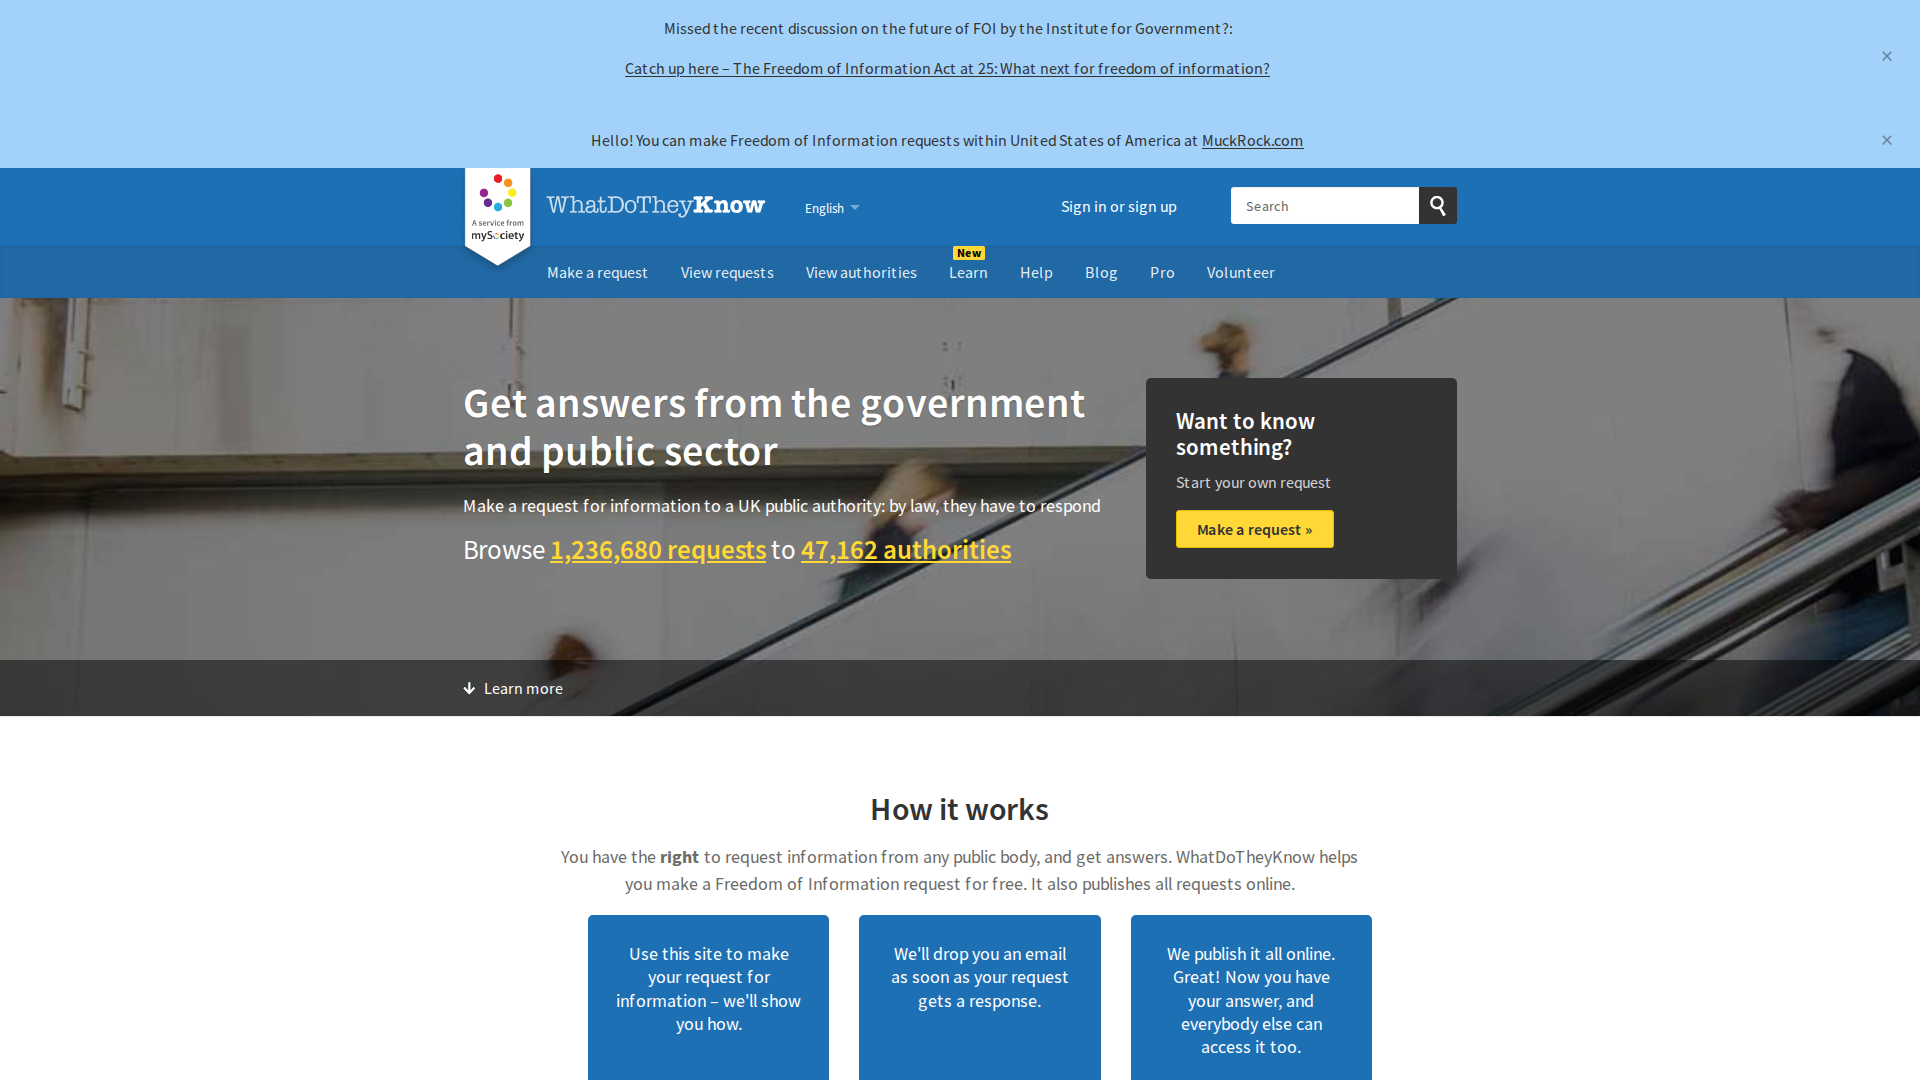 Missed the recent discussion on the future of FOI by the Institute for Government?:
Catch up here – The Freedom of Information Act at 25: What next for freedom of information?
×
Hello! You can make Freedom of Information requests within United States of America at MuckRock.com
×
A service from
mySociety
WhatDoTheyKnow
English
Sign in or sign up
Search
New
Make a request
View requests
View authorities
Learn
Help
Blog
Pro
Volunteer
Get answers from the government
and public sector
Make a request for information to a UK public authority: by law, they have to respond
Browse 1,236,680 requests to 47,162 authorities
Want to know
something?
Start your own request
Make a request »
Learn more
How it works
You have the right to request information from any public body, and get answers. WhatDoTheyKnow helps
you make a Freedom of Information request for free. It also publishes all requests online.
Use this site to make
your request for
information – we'll show
you how.
We'll drop you an email
as soon as your request
gets a response.
We publish it all online.
Great! Now you have
your answer, and
everybody else can
access it too.